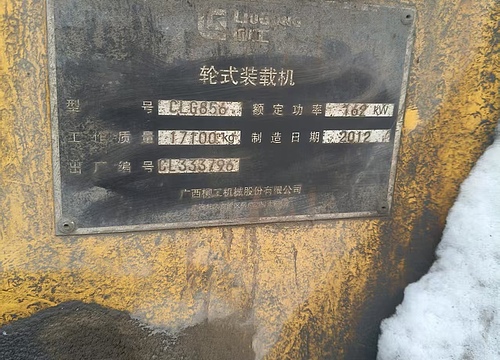 LIUGONG
柳工
轮式装载机
型 号 CLG856 额定功率 162 KW
工作质量 17100kg 制造日期 2012
出厂编号 CL333796
广西柳工机械股份有限公司